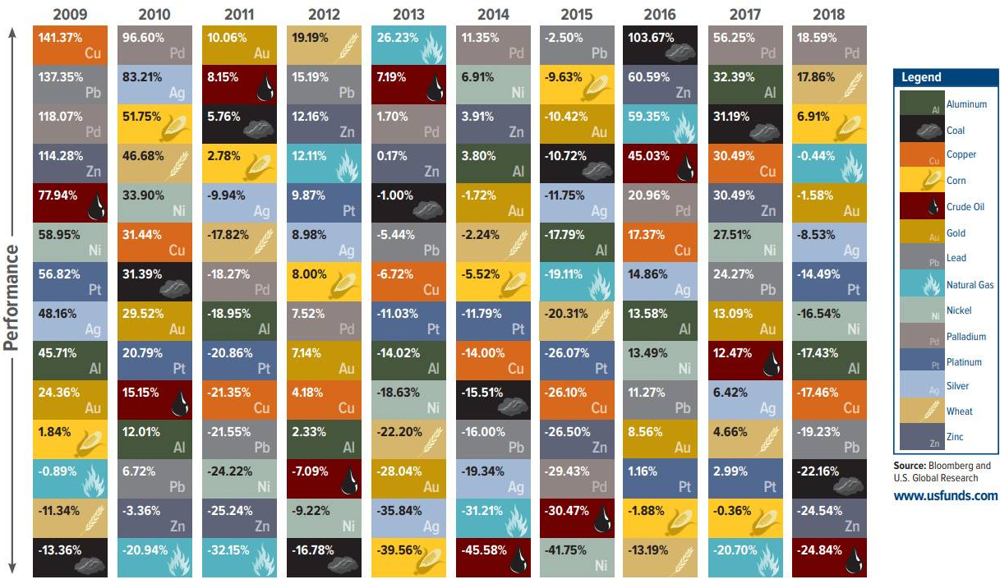 2009 2010 2011 2012 2013 2014 2015 2016 2017 2018
Performance
141.37% Cu 96.60% Pd 10.06% Au 19.19% 26.23% 11.35% Pd -2.50% Pb 103.67% 56.25% Pd 18.59% Pd
137.35% Pb 83.21% Ag 8.15% 15.19% Pb 7.19% 6.91% Ni -9.63% 60.59% Zn 32.39% Al 17.86%
118.07% Pd 51.75% 5.76% 12.16% Zn 1.70% Pd 3.91% Zn -10.42% Au 59.35% 31.19% 6.91%
114.28% Zn 46.68% 2.78% 12.11% 0.17% Zn 3.80% Al -10.72% 45.03% 30.49% Cu -0.44%
77.94% 33.90% Ni -9.94% Ag 9.87% Pt -1.00% -1.72% Au -11.75% Ag 20.96% Pd 30.49% Zn -1.58% Au
58.95% Ni 31.44% Cu -17.82% 8.98% Ag -5.44% Pb -2.24% -17.79% Al 17.37% Cu 27.51% Ni -8.53% Ag
56.82% Pt 31.39% -18.27% Pd 8.00% -6.72% Cu -5.52% -19.11% 14.86% Ag 24.27% Pb -14.49% Pt
48.16% Ag 29.52% Au -18.95% Al 7.52% Pd -11.03% Pt -11.79% Pt -20.31% 13.58% Al 13.09% Au -16.54% Ni
45.71% Al 20.79% Pt -20.86% Pt 7.14% Au -14.02% Al -14.00% Cu -26.07% Pt 13.49% Ni 12.47% -17.43% Al
24.36% Au 15.15% -21.35% Cu 4.18% Cu -18.63% Ni -15.51% -26.10% Cu 11.27% Pb 6.42% Ag -17.46% Cu
1.84% 12.01% Al -21.55% Pb 2.33% Al -22.20% -16.00% Pb -26.50% Zn 8.56% Au 4.66% -19.23% Pb
-0.89% 6.72% Pb -24.22% Ni -7.09% -28.04% Au -19.34% Ag -29.43% Pd 1.16% Pt 2.99% Pt -22.16%
-11.34% -3.36% Zn -25.24% Zn -9.22% Ni -35.84% Ag -31.21% -30.47% -1.88% -0.36% -24.54% Zn
-13.36% -20.94% -32.15% -16.78% -39.56% -45.58% -41.75% Ni -13.19% -20.70% -24.84%
Legend
Al Aluminum
Coal
Cu Copper
Corn
Crude Oil
Au Gold
Pb Lead
Natural Gas
Ni Nickel
Pd Palladium
Pt Platinum
Ag Silver
Wheat
Zn Zinc
Source: Bloomberg and
U.S. Global Research
www.usfunds.com